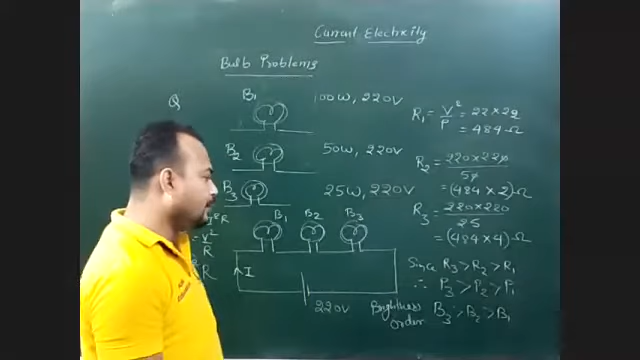 Current Electricity
Bulb Problems
Q
B1 100W, 220V
B2 50W, 220V
B3 25W, 220V
B1 B2 B3
I
220V
R1 = V²/P = 22×22
= 484 Ω
R2 = 220×220/50
= (484×2) Ω
R3 = 220×220/25
= (484×4) Ω
Since R3 > R2 > R1
∴ P3 > P2 > P1
Brightness order B3 > B2 > B1